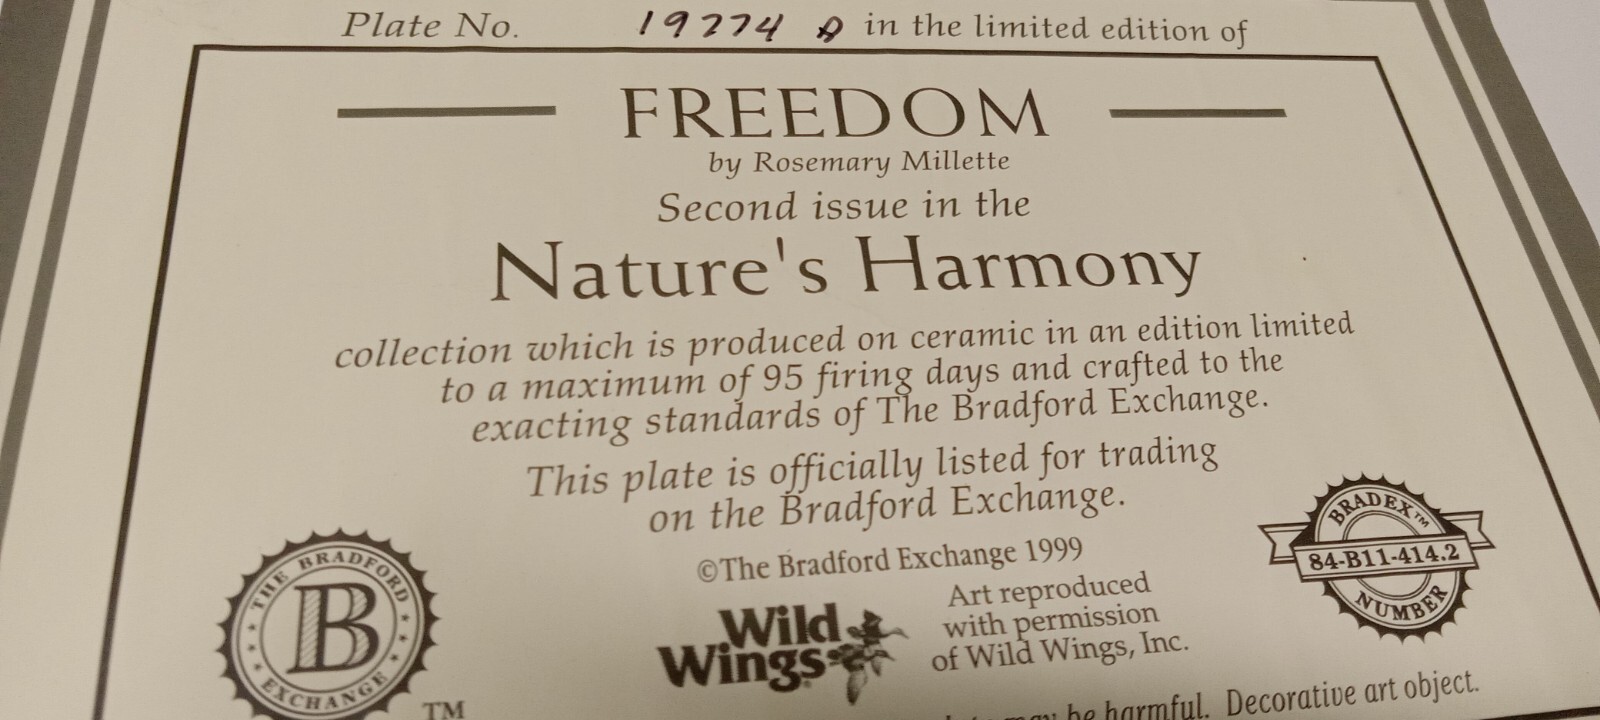 Plate No. 19274 A in the limited edition of
FREEDOM
by Rosemary Millette
Second issue in the
Nature's Harmony
collection which is produced on ceramic in an edition limited
to a maximum of 95 firing days and crafted to the
exacting standards of The Bradford Exchange.
This plate is officially listed for trading
on the Bradford Exchange.
©The Bradford Exchange 1999
THE BRADFORD
B
EXCHANGE
TM
Wild
Wings
Art reproduced
with permission
of Wild Wings, Inc.
BRADEX™
84-B11-414.2
NUMBER
may be harmful. Decorative art object.